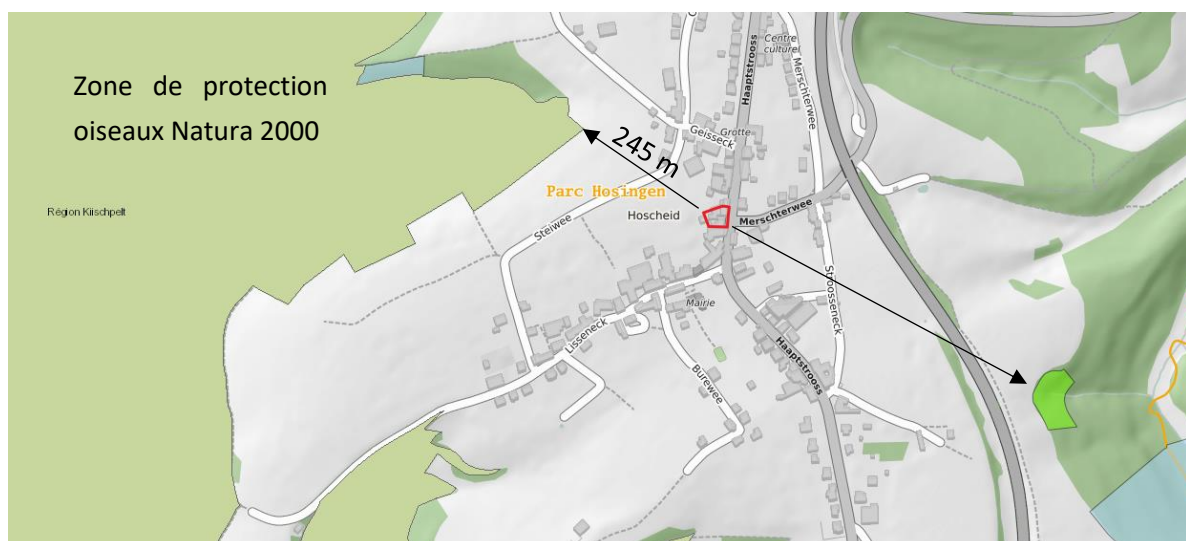 Zone de protection
oiseaux Natura 2000
Centre
culturel
Haaptstrooss
Merschterwee
Geisseck
Grotte
245 m
Parc Hosingen
Région Kiischpelt
Hoscheid
Merschterwee
Steiwee
Stroosseneck
Mairie
Lisseneck
Haaptstrooss
Burewee